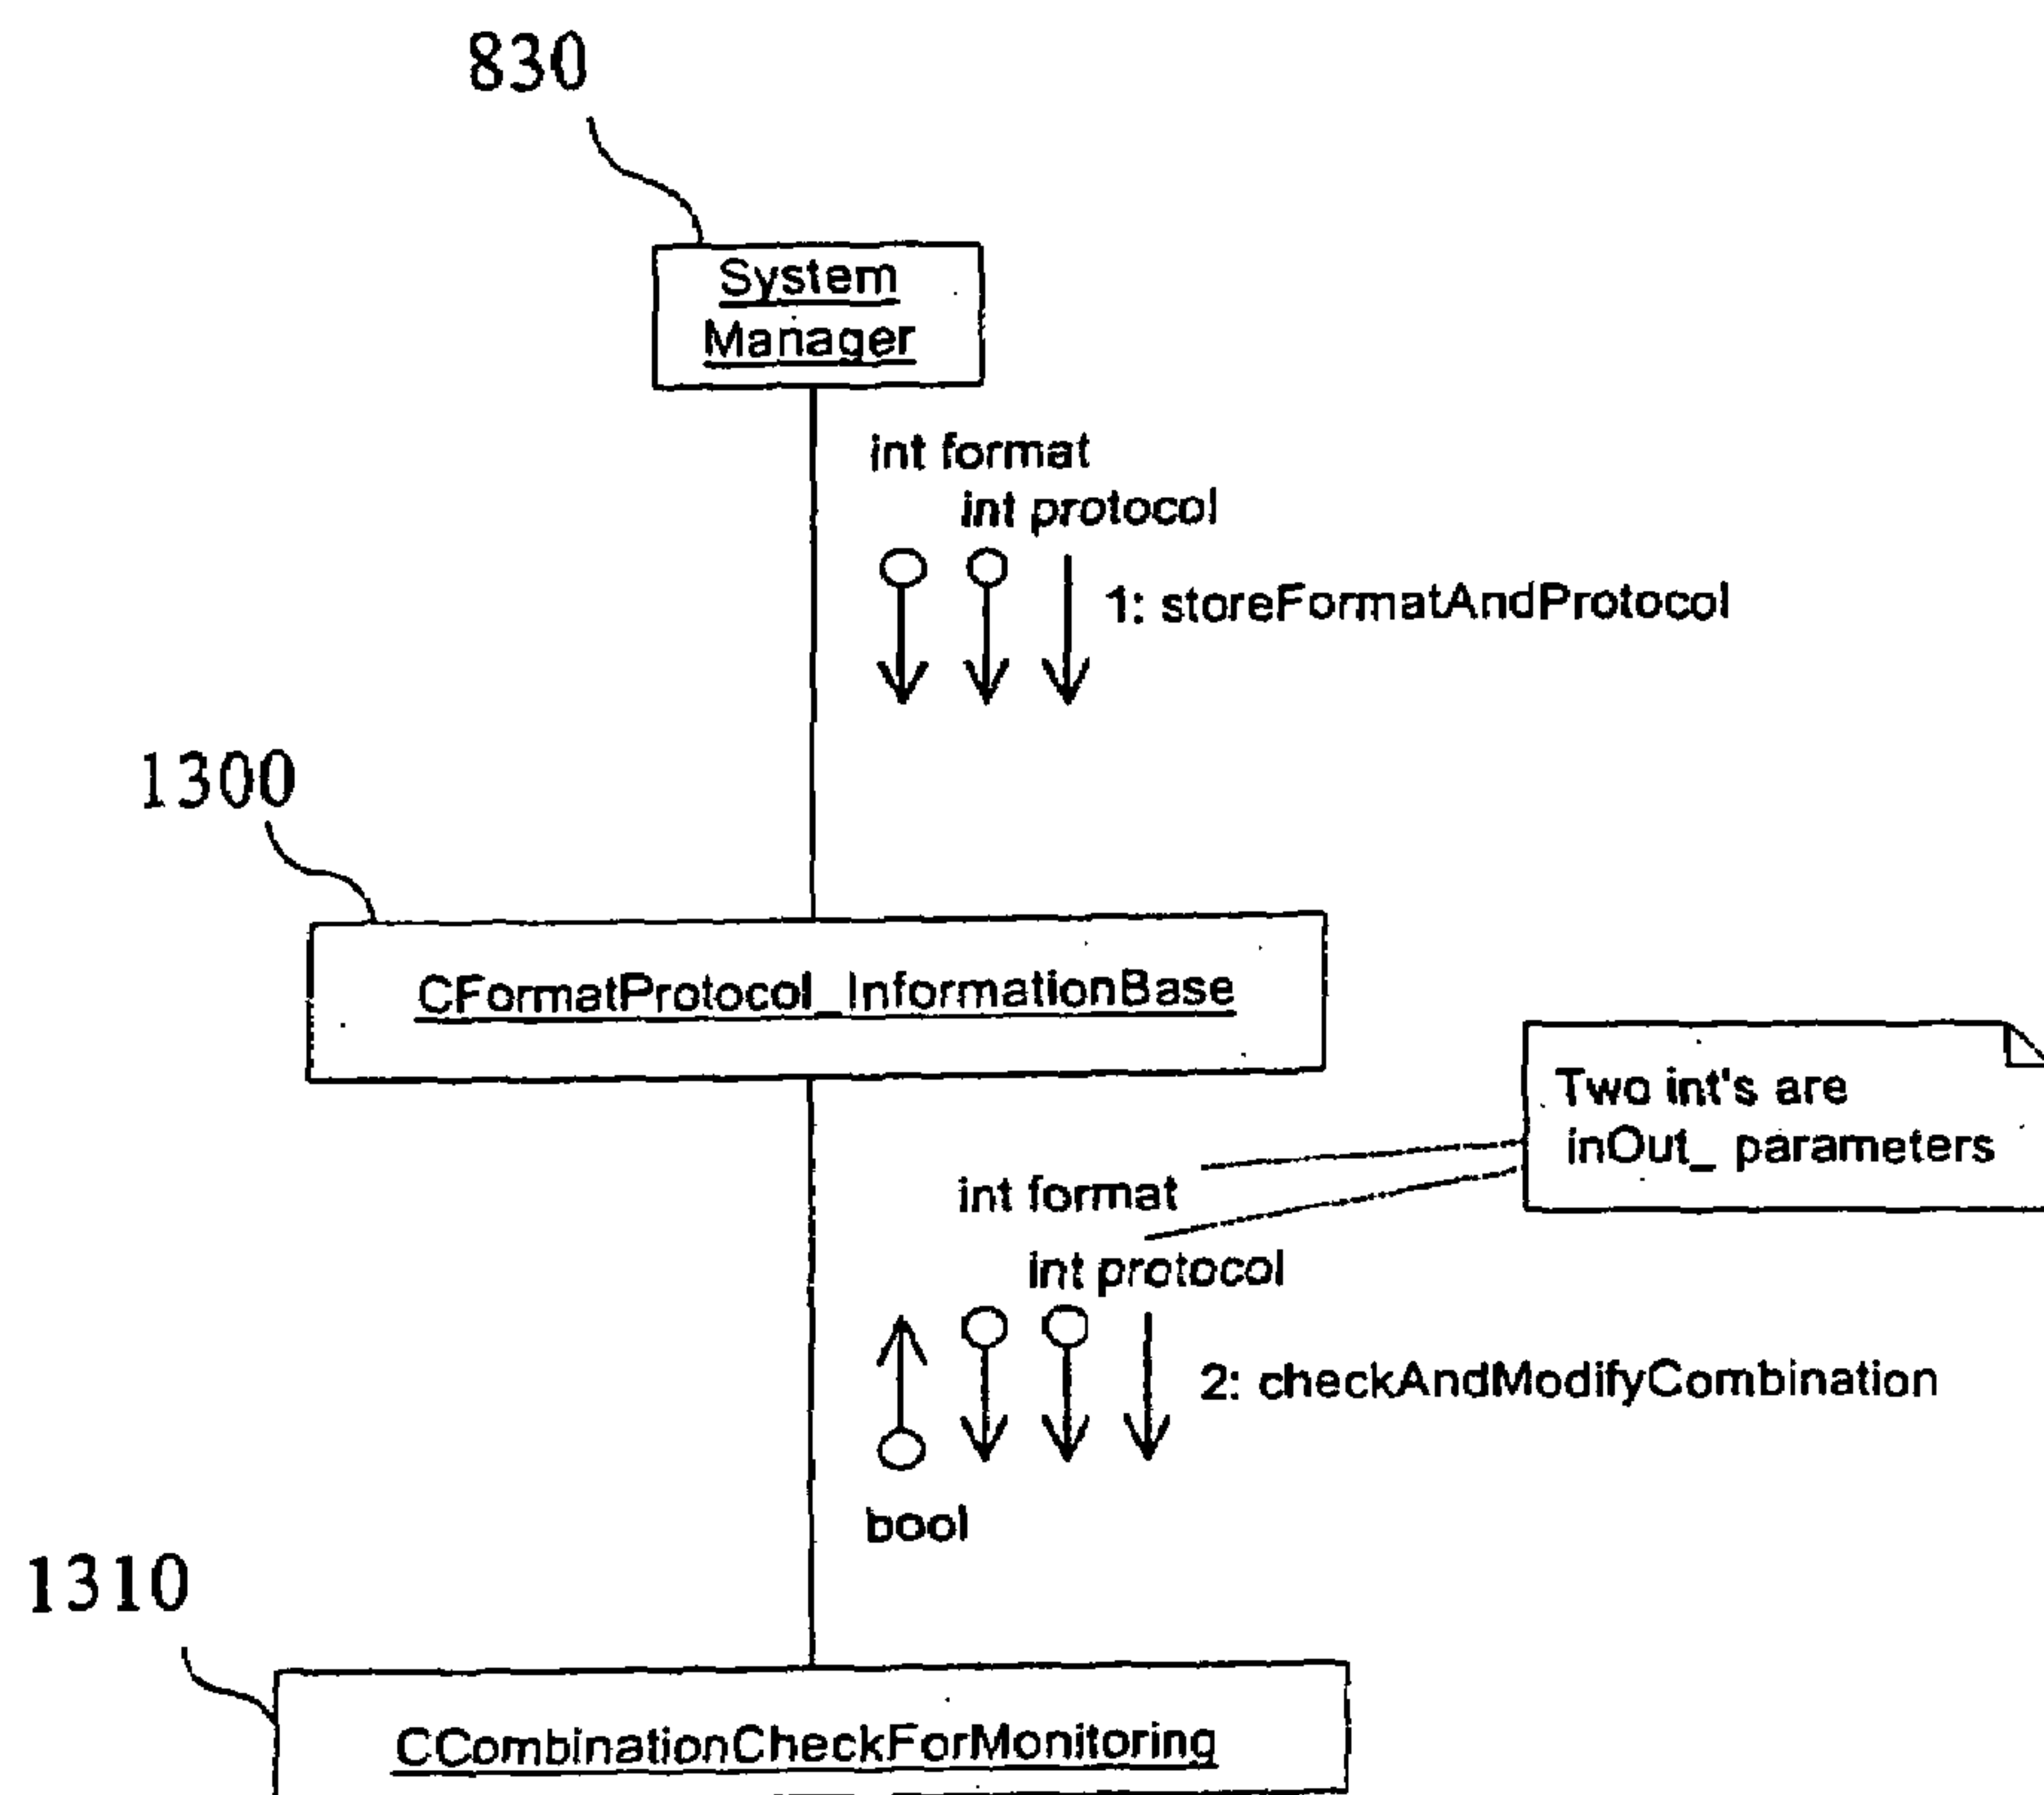 830
System
Manager
int format
int protocol
1: storeFormatAndProtocol
1300
CFormatProtocol_InformationBase
Two int's are
inOut_ parameters
int format
int protocol
2: checkAndModifyCombination
bool
1310
CCombinationCheckForMonitoring